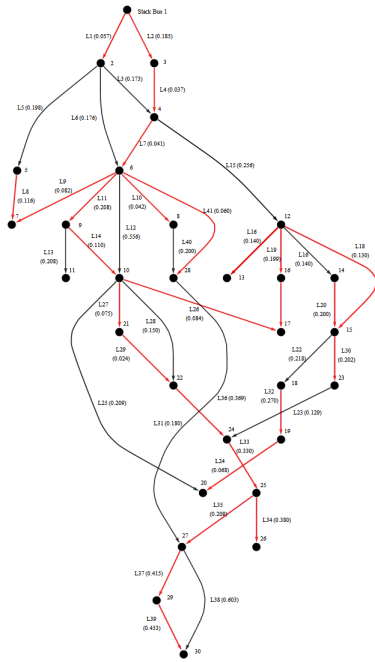 Slack Bus 1
L1 (0.057)
L2 (0.185)
2
3
L3 (0.173)
L4 (0.037)
L5 (0.198)
L6 (0.176)
4
L7 (0.041)
L15 (0.256)
5
6
L8
(0.116)
L9
(0.082)
L11
(0.208)
L10
(0.042)
L41 (0.060)
7
9
8
12
L13
(0.208)
L14
(0.110)
L12
(0.556)
L40
(0.200)
L16
(0.140)
L19
(0.199)
L16
(0.140)
L18
(0.130)
11
10
28
13
16
14
L27
(0.075)
L28
(0.150)
L26
(0.084)
L20
(0.200)
21
17
15
L29
(0.024)
L22
(0.218)
L30
(0.202)
L25 (0.209)
22
L36 (0.369)
18
23
L32
(0.270)
L23 (0.129)
L31 (0.180)
24
19
L33
(0.330)
L24
(0.068)
20
25
L35
(0.209)
L34 (0.380)
27
26
L37 (0.415)
L38 (0.603)
29
L39
(0.453)
30